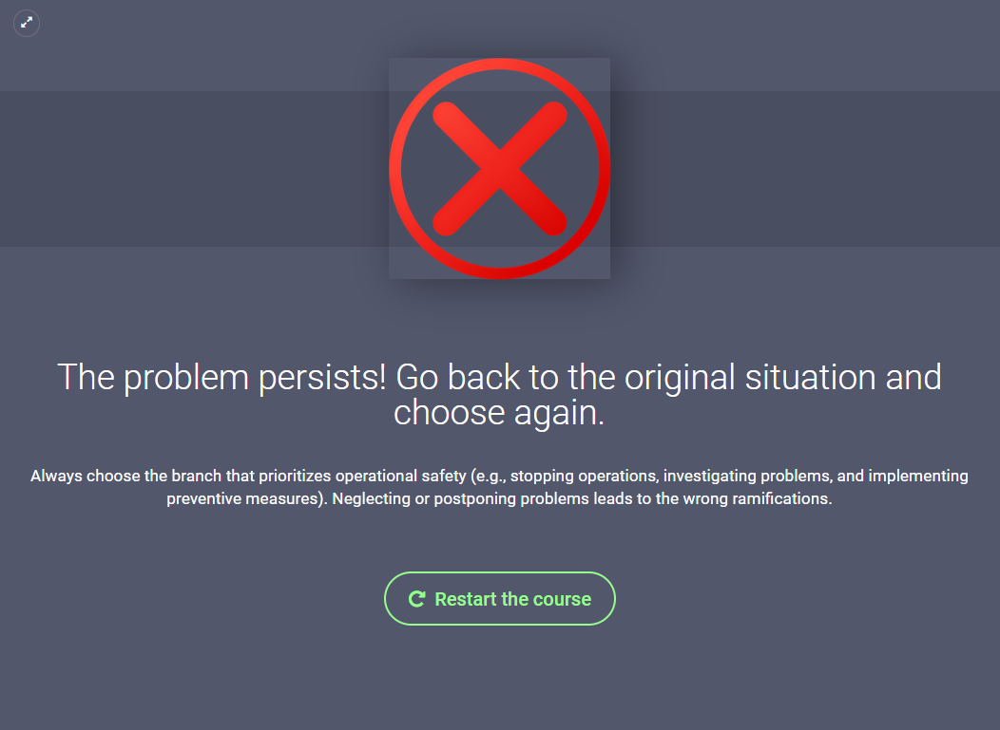 The problem persists! Go back to the original situation and
choose again.
Always choose the branch that prioritizes operational safety (e.g., stopping operations, investigating problems, and implementing
preventive measures). Neglecting or postponing problems leads to the wrong ramifications.
Restart the course